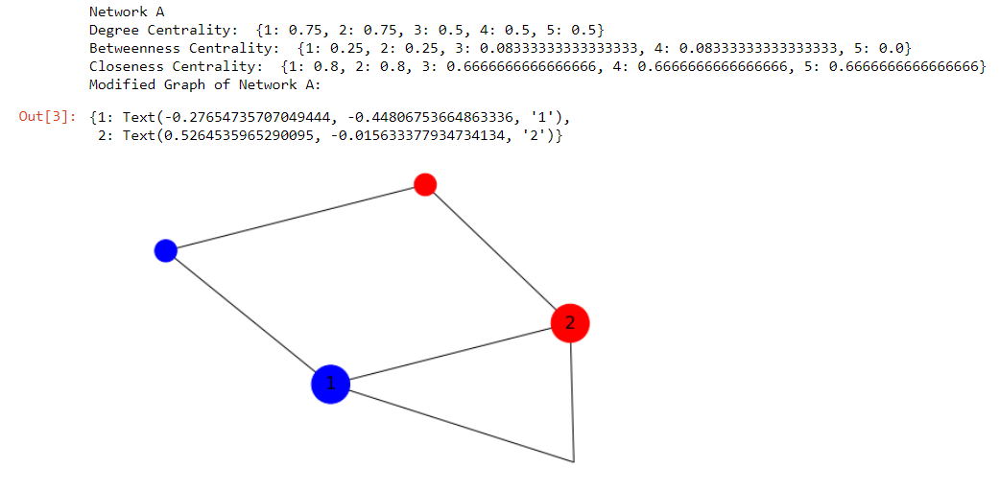 Network A
Degree Centrality:  {1: 0.75, 2: 0.75, 3: 0.5, 4: 0.5, 5: 0.5}
Betweenness Centrality:  {1: 0.25, 2: 0.25, 3: 0.08333333333333333, 4: 0.08333333333333333, 5: 0.0}
Closeness Centrality:  {1: 0.8, 2: 0.8, 3: 0.6666666666666666, 4: 0.6666666666666666, 5: 0.6666666666666666}
Modified Graph of Network A:
Out[3]: {1: Text(-0.27654735707049444, -0.44806753664863336, '1'),
2: Text(0.5264535965290095, -0.015633377934734134, '2')}
2
1